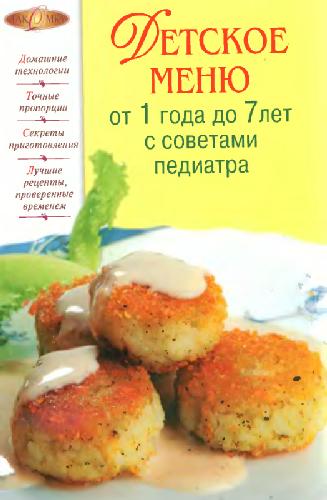 ЛАКОМКА
Домашние
технологии
Точные
пропорции
Секреты
приготовления
Лучшие
рецепты,
проверенные
временем
ДЕТСКОЕ
МЕНЮ
от 1 года до 7 лет
с советами
педиатра